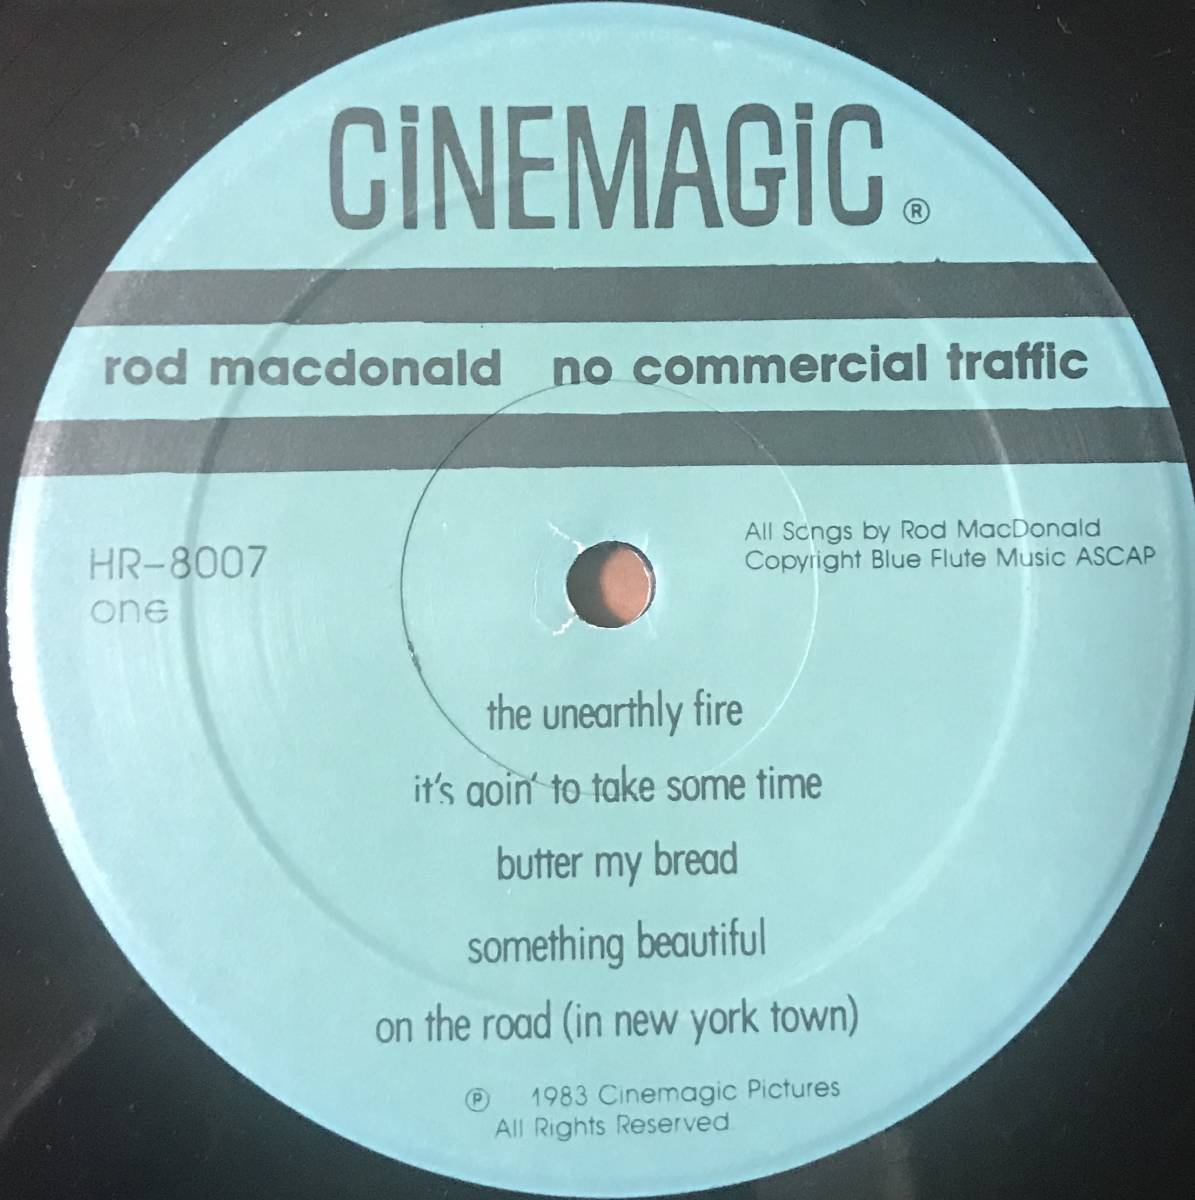 CiNEMAGiC ®
rod macdonald no commercial traffic
HR-8007
one
All Songs by Rod MacDonald
Copyright Blue Flute Music ASCAP
the unearthly fire
it's goin' to take some time
butter my bread
something beautiful
on the road (in new york town)
℗ 1983 Cinemagic Pictures
All Rights Reserved